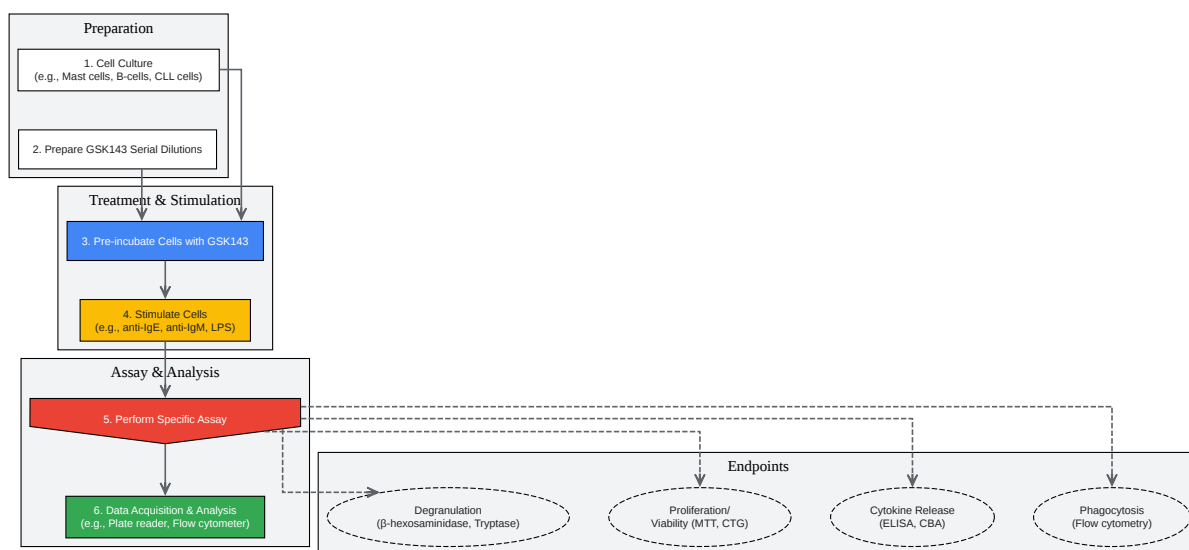 Preparation
1. Cell Culture
(e.g., Mast cells, B-cells, CLL cells)
2. Prepare GSK143 Serial Dilutions
Treatment & Stimulation
3. Pre-incubate Cells with GSK143
4. Stimulate Cells
(e.g., anti-IgE, anti-IgM, LPS)
Assay & Analysis
5. Perform Specific Assay
6. Data Acquisition & Analysis
(e.g., Plate reader, Flow cytometer)
Endpoints
Degranulation
(β-hexosaminidase, Tryptase)
Proliferation/
Viability (MTT, CTG)
Cytokine Release
(ELISA, CBA)
Phagocytosis
(Flow cytometry)